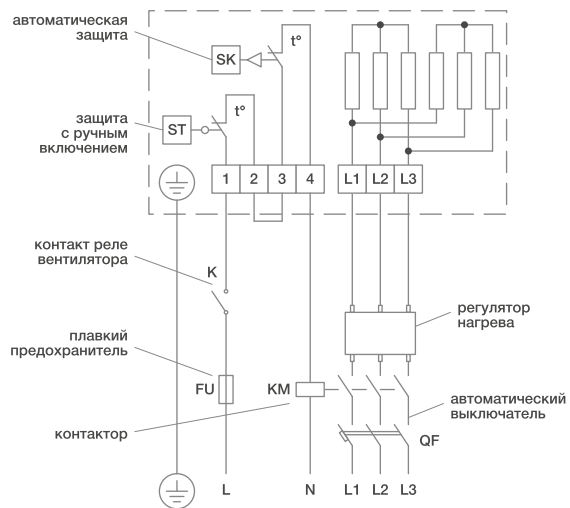 автоматическая
защита
SK
t°
защита
с ручным
включением
ST
t°
1 2 3 4 L1 L2 L3
контакт реле
вентилятора
K
регулятор
нагрева
плавкий
предохранитель
FU
KM
автоматический
выключатель
контактор
QF
L N L1 L2 L3